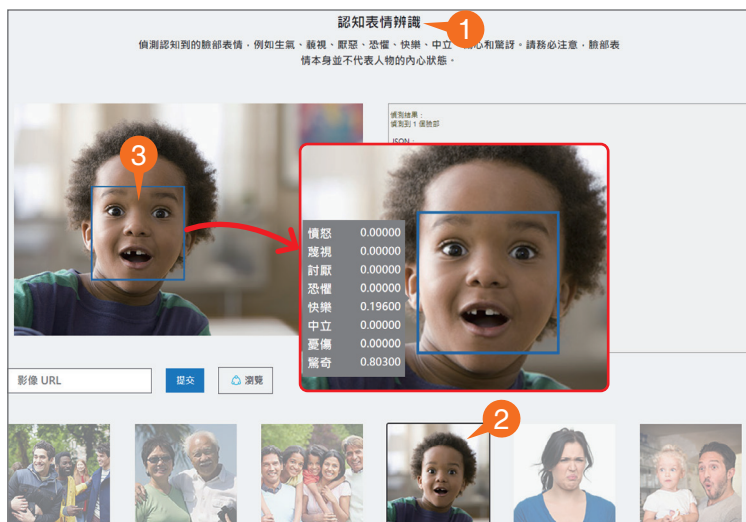 認知表情辨識
1
偵測認知到的臉部表情,例如生氣、藐視、厭惡、恐懼、快樂、中立、心和驚訝。請務必注意,臉部表
情本身並不代表人物的內心狀態。
3
偵測結果:
偵測到 1 個臉部
JSON:
憤怒 0.00000
蔑視 0.00000
討厭 0.00000
恐懼 0.00000
快樂 0.19600
中立 0.00000
憂傷 0.00000
驚奇 0.80300
影像 URL
提交
瀏覽
2